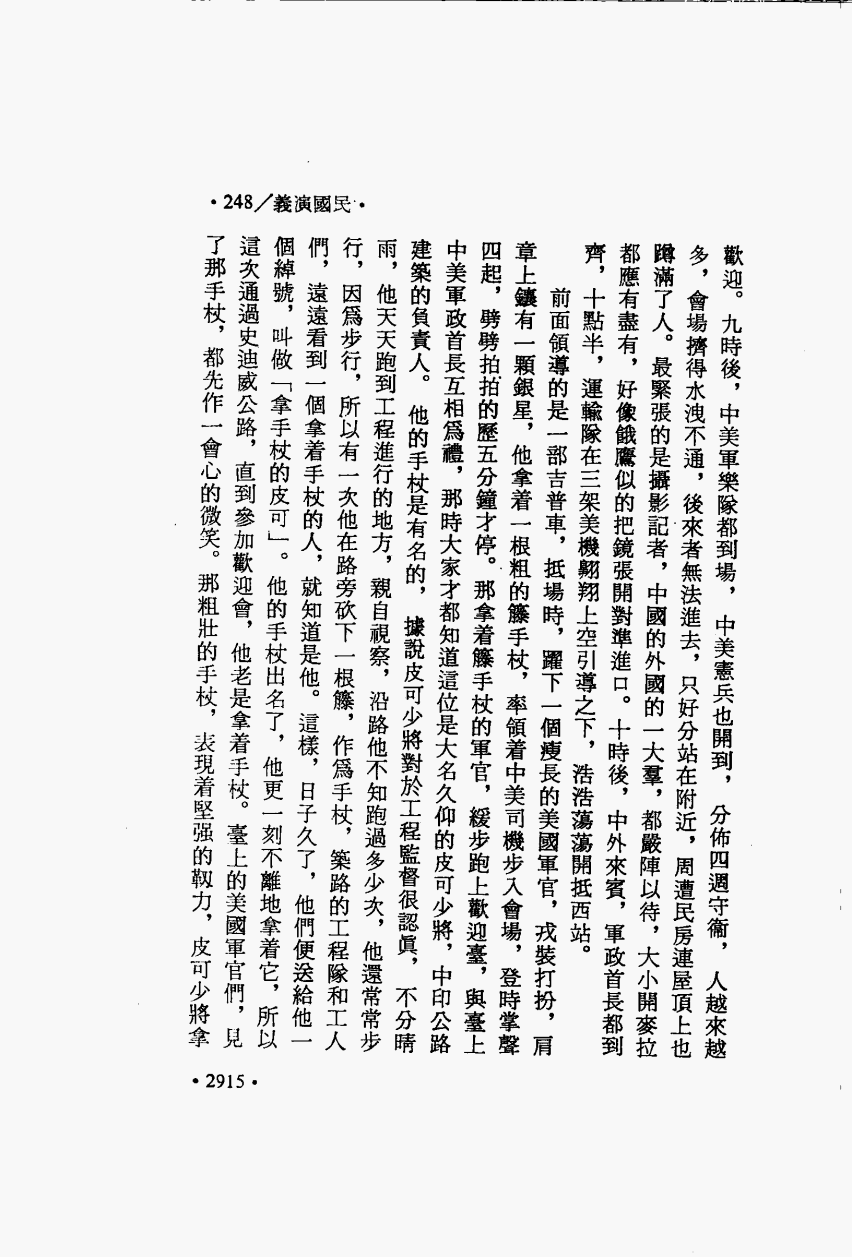 •248／義演國民•
歡迎。九時後，中美軍樂隊都到場，中美憲兵也開到，分佈四週守衞，人越來越
多，會場擠得水洩不通，後來者無法進去，只好分站在附近，周遭民房連屋頂上也
蹲滿了人。最緊張的是攝影記者，中國的外國的一大羣，都嚴陣以待，大小開麥拉
都應有盡有，好像餓鷹似的把鏡張開對準進口。十時後，中外來賓，軍政首長都到
齊，十點半，運輸隊在三架美機翱翔上空引導之下，浩浩蕩蕩開抵西站。
前面領導的是一部吉普車，抵場時，躍下一個瘦長的美國軍官，戎裝打扮，肩
章上鑲有一顆銀星，他拿着一根粗的籐手杖，率領着中美司機步入會場，登時掌聲
四起，劈劈拍拍的歷五分鐘才停。那拿着籐手杖的軍官，緩步跑上歡迎臺，與臺上
中美軍政首長互相爲禮，那時大家才都知道這位是大名久仰的皮可少將，中印公路
建築的負責人。他的手杖是有名的，據說皮可少將對於工程監督很認眞，不分晴
雨，他天天跑到工程進行的地方，親自視察，沿路他不知跑過多少次，他還常常步
行，因爲步行，所以有一次他在路旁砍下一根籐，作爲手杖，築路的工程隊和工人
們，遠遠看到一個拿着手杖的人，就知道是他。這樣，日子久了，他們便送給他一
個綽號，叫做「拿手杖的皮可」。他的手杖出名了，他更一刻不離地拿着它，所以
這次通過史迪威公路，直到參加歡迎會，他老是拿着手杖。臺上的美國軍官們，見
了那手杖，都先作一會心的微笑。那粗壯的手杖，表現着堅强的靱力，皮可少將拿
•2915•